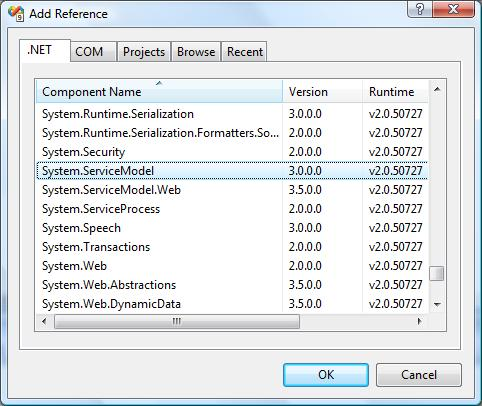 Add Reference
.NET COM Projects Browse Recent
Component Name Version Runtime
System.Runtime.Serialization 3.0.0.0 v2.0.50727
System.Runtime.Serialization.Formatters.So... 2.0.0.0 v2.0.50727
System.Security 2.0.0.0 v2.0.50727
System.ServiceModel 3.0.0.0 v2.0.50727
System.ServiceModel.Web 3.5.0.0 v2.0.50727
System.ServiceProcess 2.0.0.0 v2.0.50727
System.Speech 3.0.0.0 v2.0.50727
System.Transactions 2.0.0.0 v2.0.50727
System.Web 2.0.0.0 v2.0.50727
System.Web.Abstractions 3.5.0.0 v2.0.50727
System.Web.DynamicData 3.5.0.0 v2.0.50727
OK Cancel